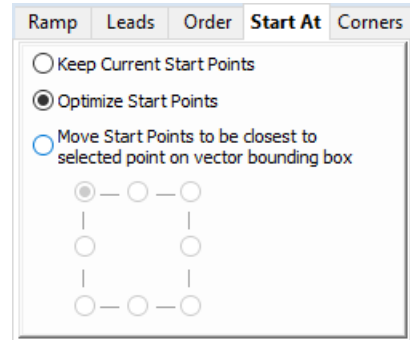 Ramp Leads Order Start At Corners
Keep Current Start Points
Optimize Start Points
Move Start Points to be closest to
selected point on vector bounding box